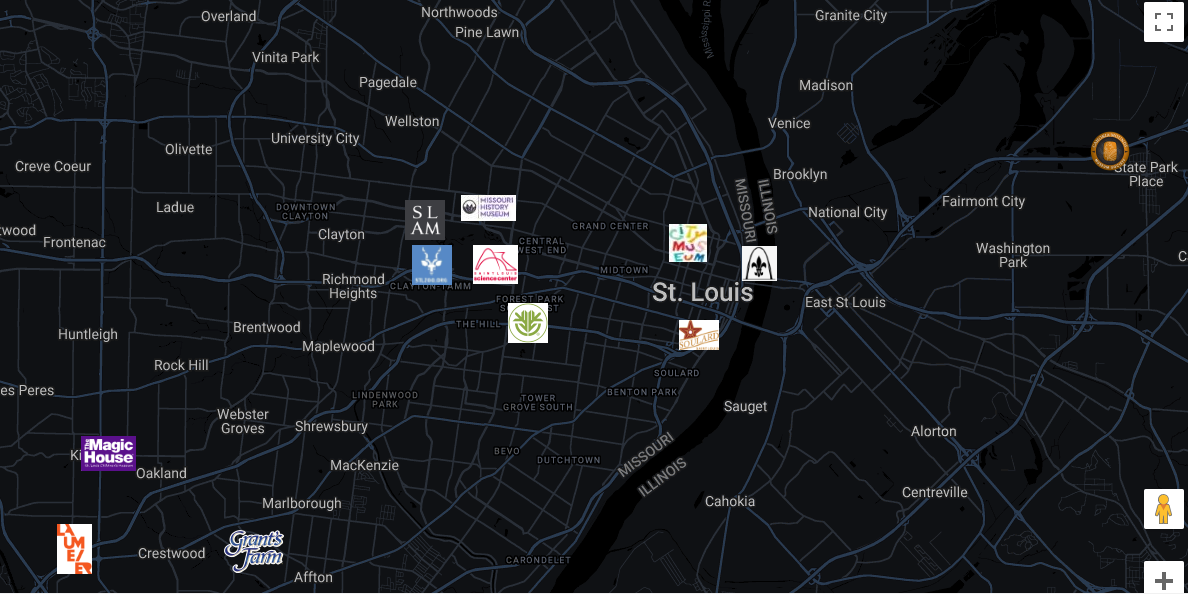 Overland
Northwoods
Granite City
Pine Lawn
Mississippi R
Vinita Park
Pagedale
Madison
Wellston
Venice
University City
Olivette
Creve Coeur
State Park
Place
Brooklyn
MISSOURI
ILLINOIS
Ladue
DOWNTOWN
CLAYTON
SL
AM
MISSOURI
HISTORY
MUSEUM
National City
Fairmont City
twood
Frontenac
Clayton
GRAND CENTER
CENTRAL
WEST END
CITY
MUS
EUM
Washington
Park
C
Richmond
Heights
CLAYTON-TAMM
STLZOO.ORG
SAINT LOUIS
science center
MIDTOWN
St. Louis
East St Louis
FOREST PARK
THE HILL
SOULARD
Huntleigh
Brentwood
Maplewood
Rock Hill
SOULARD
es Peres
LINDENWOOD
PARK
BENTON PARK
TOWER
GROVE SOUTH
Sauget
Webster
Groves
Shrewsbury
Alorton
The Magic
House
Ki
Oakland
MacKenzie
BEVO
DUTCHTOWN
MISSOURI
ILLINOIS
Centreville
Marlborough
Cahokia
LAUMEIER
Crestwood
Grant's
Farm
Affton
CARONDELET